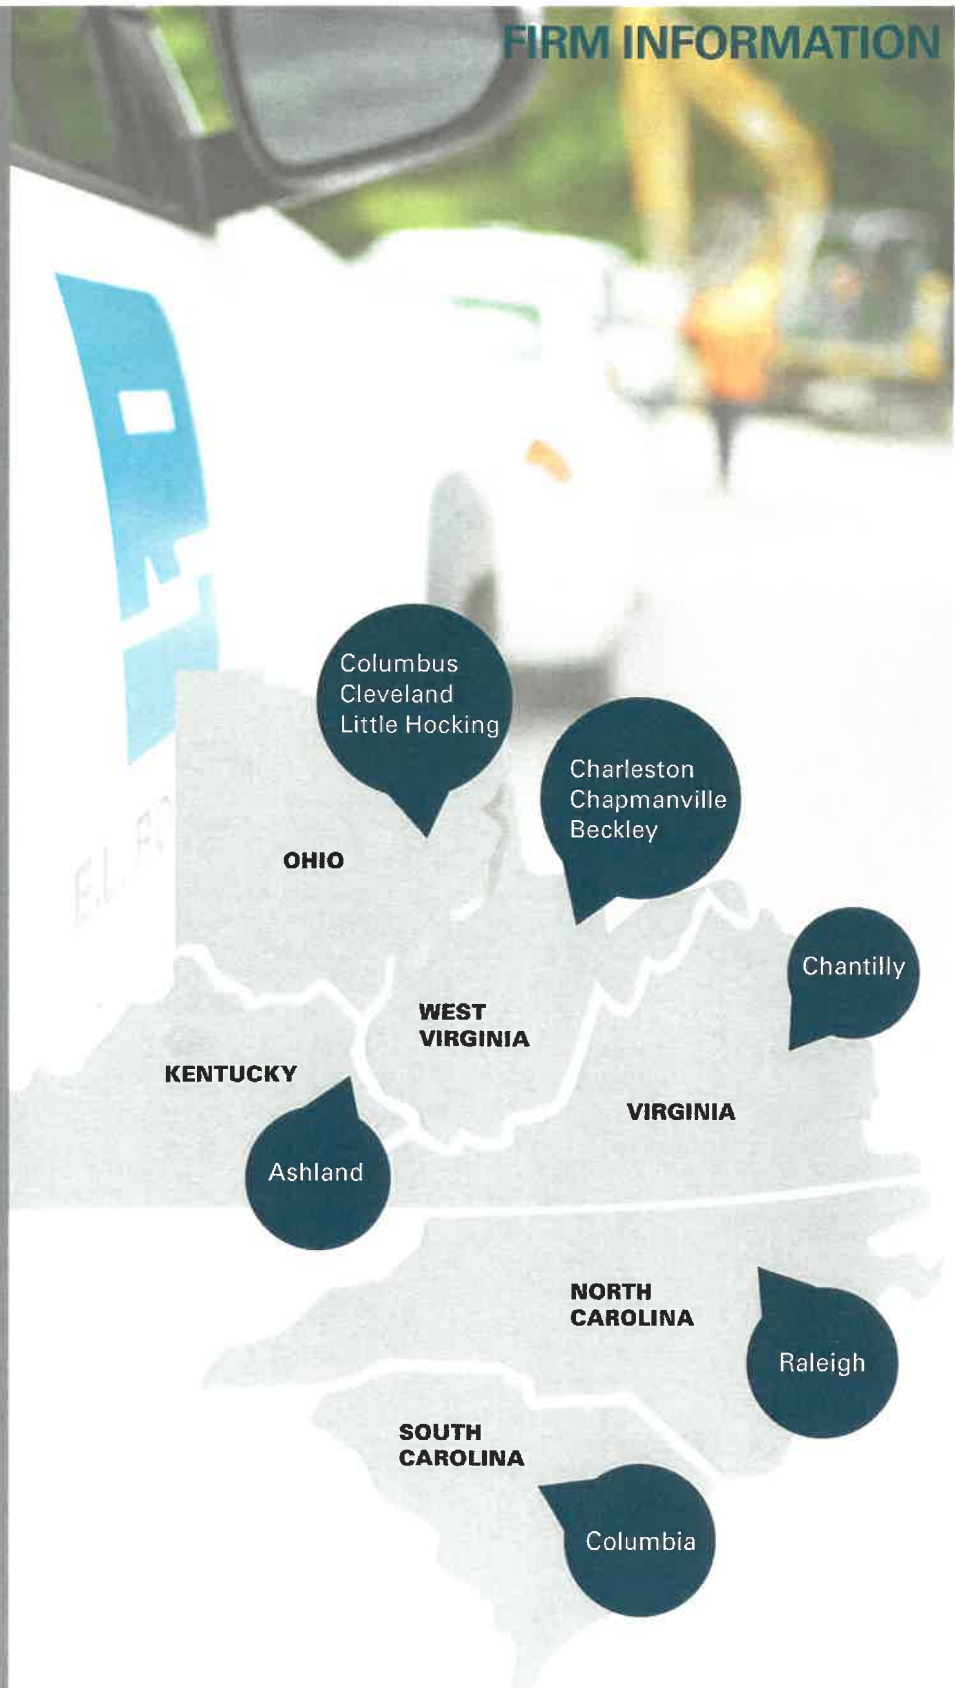 FIRM INFORMATION
Columbus
Cleveland
Little Hocking
Charleston
Chapmanville
Beckley
OHIO
E.L.
Chantilly
WEST
VIRGINIA
KENTUCKY
VIRGINIA
Ashland
NORTH
CAROLINA
Raleigh
SOUTH
CAROLINA
Columbia